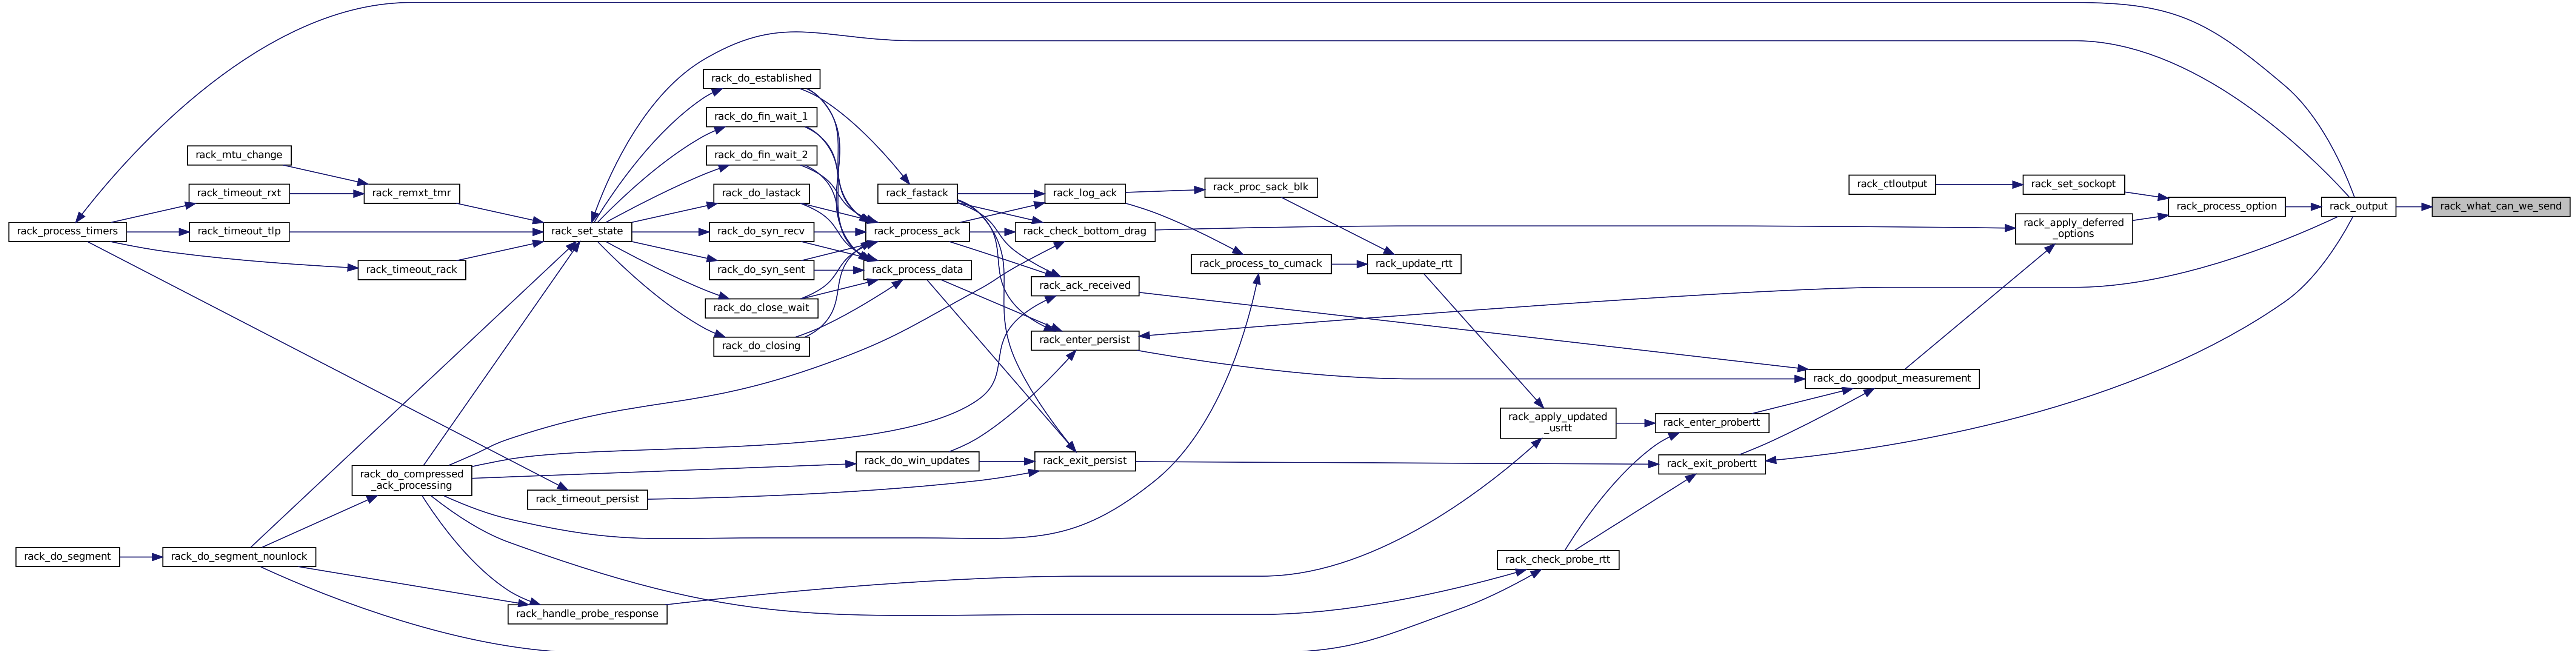 rack_do_established
rack_do_fin_wait_1
rack_mtu_change
rack_do_fin_wait_2
rack_timeout_rxt
rack_remxt_tmr
rack_do_lastack
rack_fastack
rack_log_ack
rack_proc_sack_blk
rack_ctloutput
rack_set_sockopt
rack_process_option
rack_output
rack_what_can_we_send
rack_process_timers
rack_timeout_tlp
rack_set_state
rack_do_syn_recv
rack_process_ack
rack_check_bottom_drag
rack_apply_deferred
_options
rack_timeout_rack
rack_do_syn_sent
rack_process_data
rack_process_to_cumack
rack_update_rtt
rack_ack_received
rack_do_close_wait
rack_do_closing
rack_enter_persist
rack_do_goodput_measurement
rack_apply_updated
_usrtt
rack_enter_probertt
rack_do_compressed
_ack_processing
rack_do_win_updates
rack_exit_persist
rack_exit_probertt
rack_timeout_persist
rack_do_segment
rack_do_segment_nounlock
rack_check_probe_rtt
rack_handle_probe_response